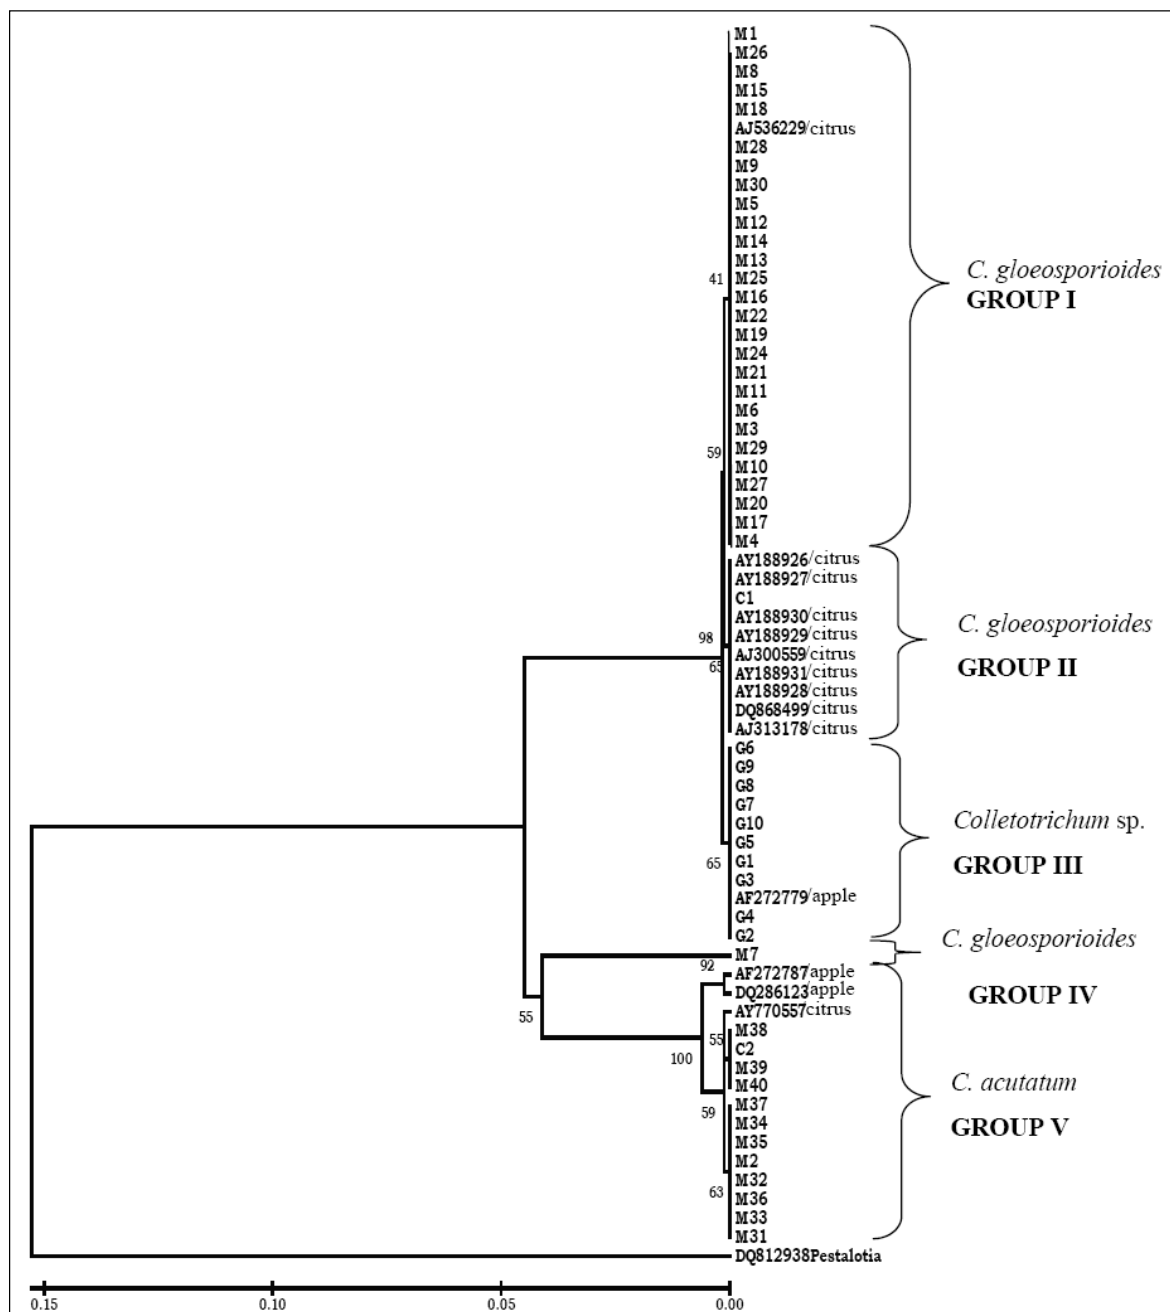 M1
M26
M8
M15
M18
AJ536229/citrus
M28
M9
M30
M5
M12
M14
M13
M25
M16
M22
M19
M24
M21
M11
M6
M3
M29
M10
M27
M20
M17
M4
AY188926/citrus
AY188927/citrus
C1
AY188930/citrus
AY188929/citrus
AJ300559/citrus
AY188931/citrus
AY188928/citrus
DQ868499/citrus
AJ313178/citrus
G6
G9
G8
G7
G10
G5
G1
G3
AF272779/apple
G4
G2
M7
AF272787/apple
DQ286123/apple
AY770557/citrus
M38
C2
M39
M40
M37
M34
M35
M2
M32
M36
M33
M31
DQ812938Pestalotia
41
59
98
65
65
92
55
55
100
59
63
C. gloeosporioides
GROUP I
C. gloeosporioides
GROUP II
Colletotrichum sp.
GROUP III
C. gloeosporioides
GROUP IV
C. acutatum
GROUP V
0.15 0.10 0.05 0.00